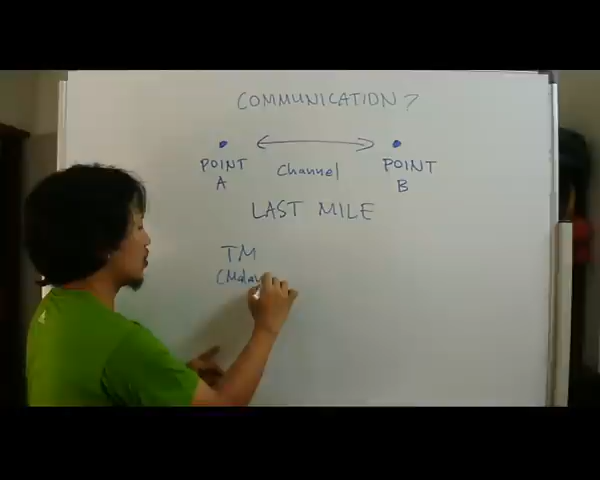 COMMUNICATION?
POINT A
Channel
POINT B
LAST MILE
TM